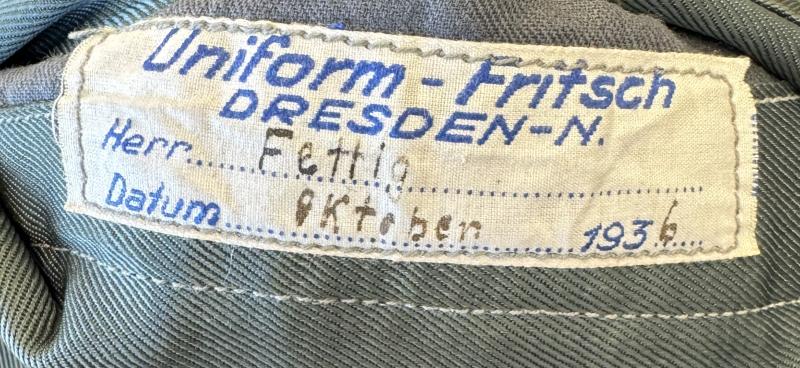 Uniform - Fritsch
DRESDEN-N.
Herr Fettig
Datum Oktober 1936